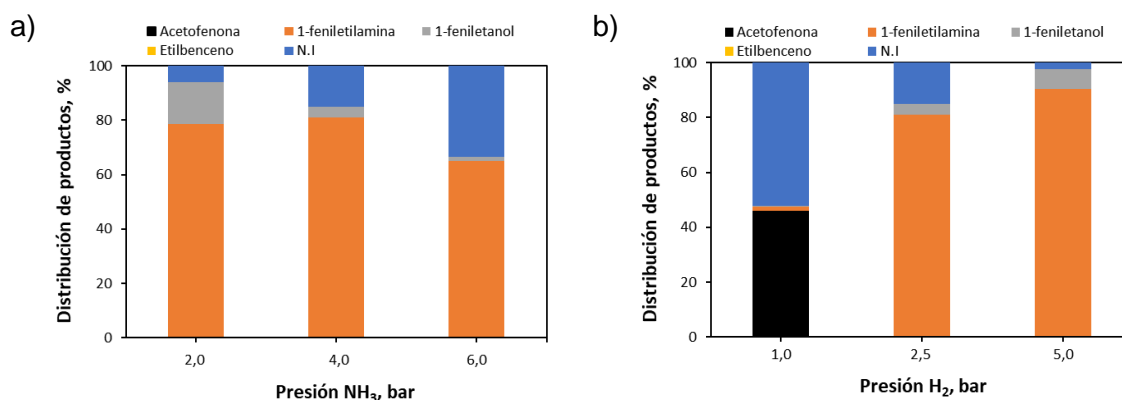 a)
Acetofenona 1-feniletilamina 1-feniletanol
Etilbenceno N.I
Distribución de productos, %
100
80
60
40
20
0
2,0 4,0 6,0
Presión NH₃, bar
b)
Acetofenona 1-feniletilamina 1-feniletanol
Etilbenceno N.I
Distribución de productos, %
100
80
60
40
20
0
1,0 2,5 5,0
Presión H₂, bar